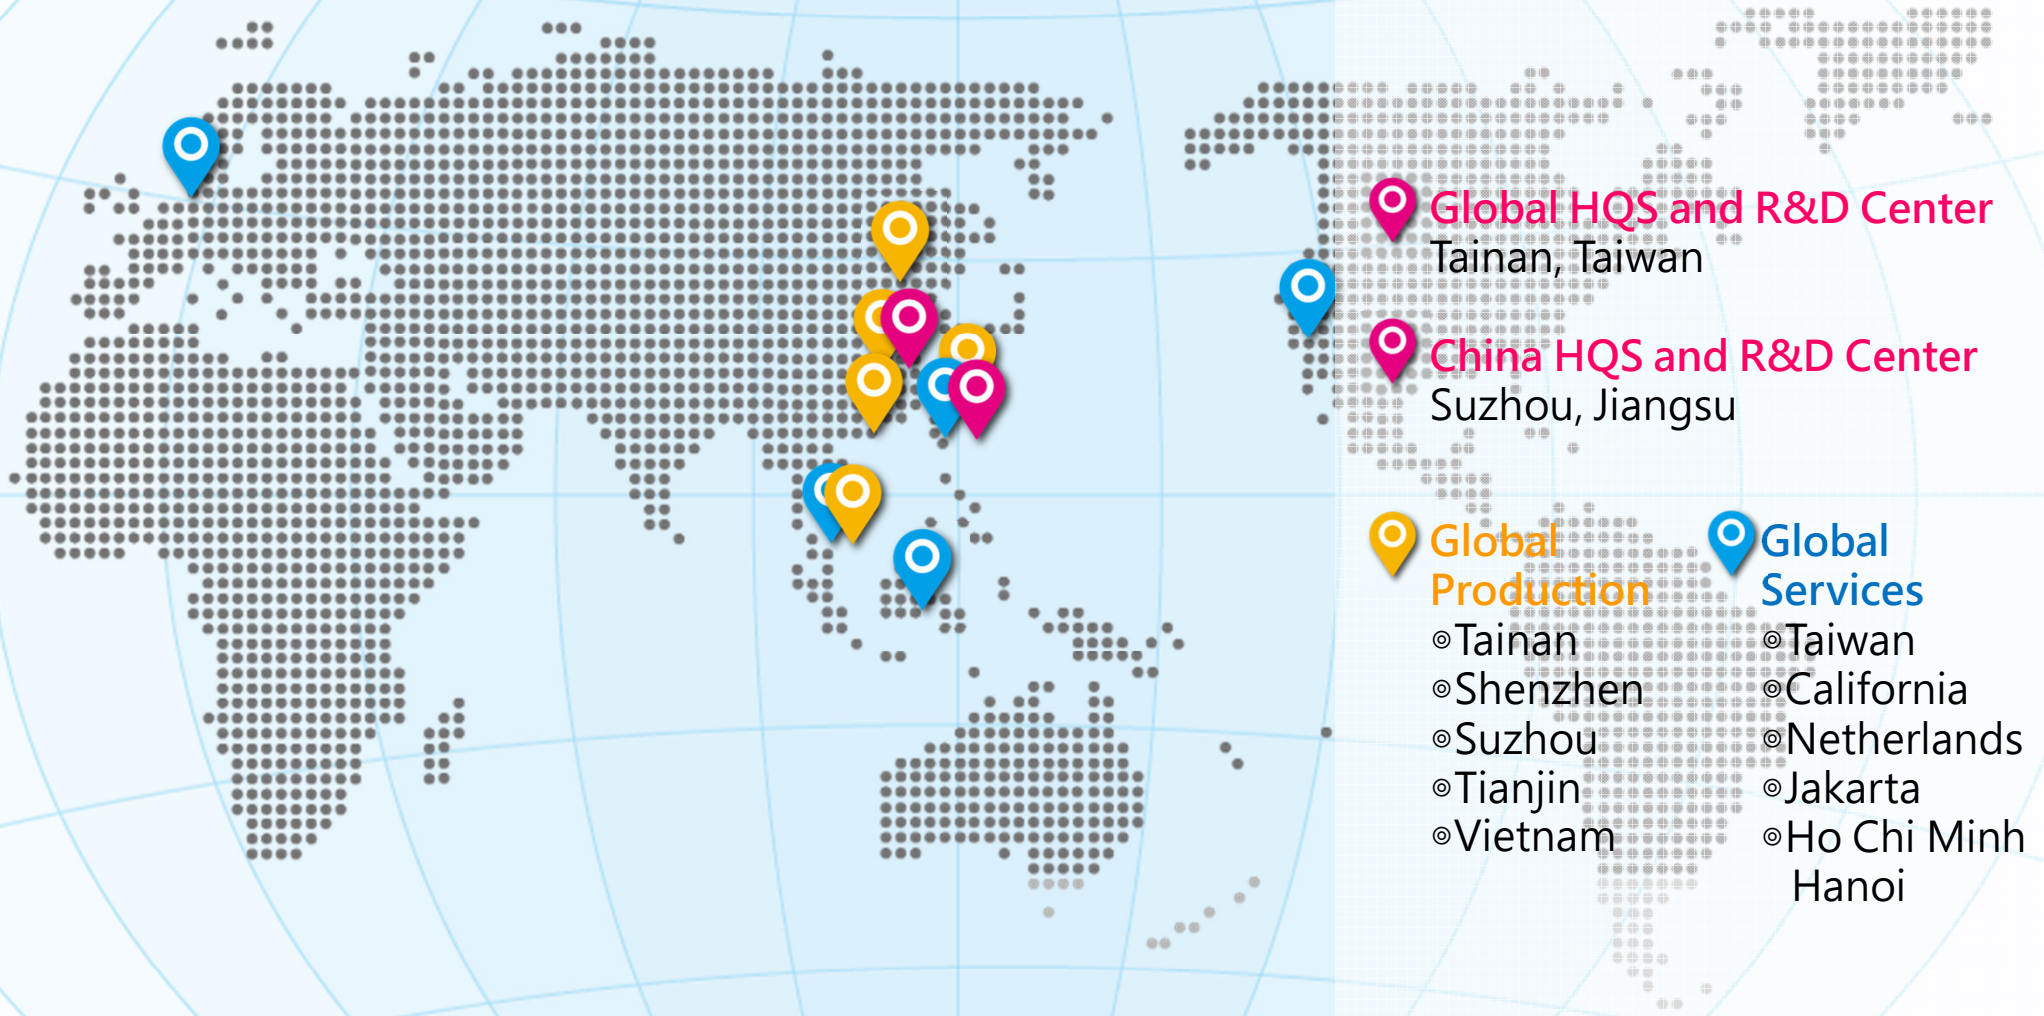 Global HQS and R&D Center
Tainan, Taiwan
China HQS and R&D Center
Suzhou, Jiangsu
Global
Production
◎Tainan
◎Shenzhen
◎Suzhou
◎Tianjin
◎Vietnam
Global
Services
◎Taiwan
◎California
◎Netherlands
◎Jakarta
◎Ho Chi Minh
Hanoi